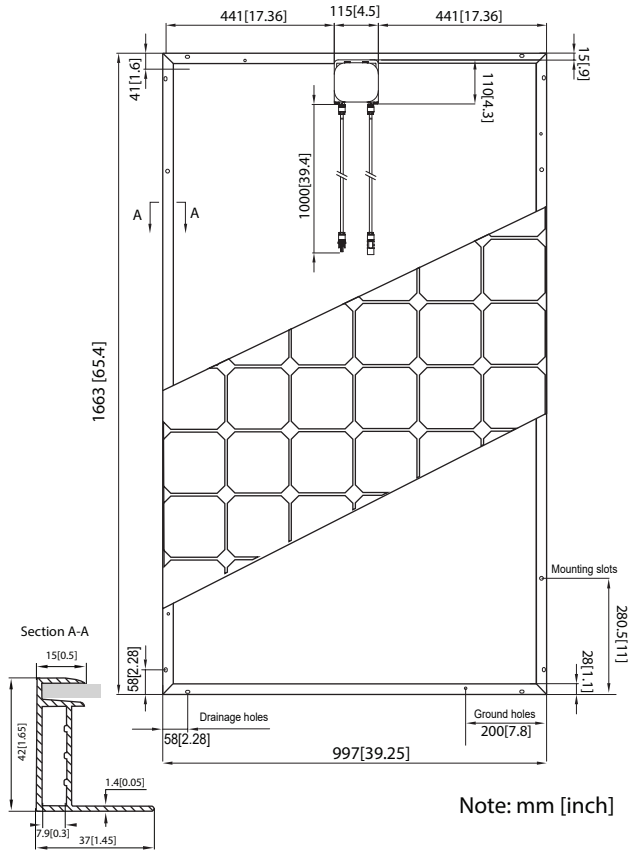 441[17.36]
115[4.5]
441[17.36]
41[1.6]
15[.9]
110[4.3]
1000[39.4]
A
A
1663 [65.4]
Mounting slots
280.5[11]
Section A-A
15[0.5]
58[2.28]
28[1.1]
42[1.65]
Drainage holes
58[2.28]
Ground holes
200[7.8]
997[39.25]
1.4[0.05]
7.9[0.3]
37[1.45]
Note: mm [inch]